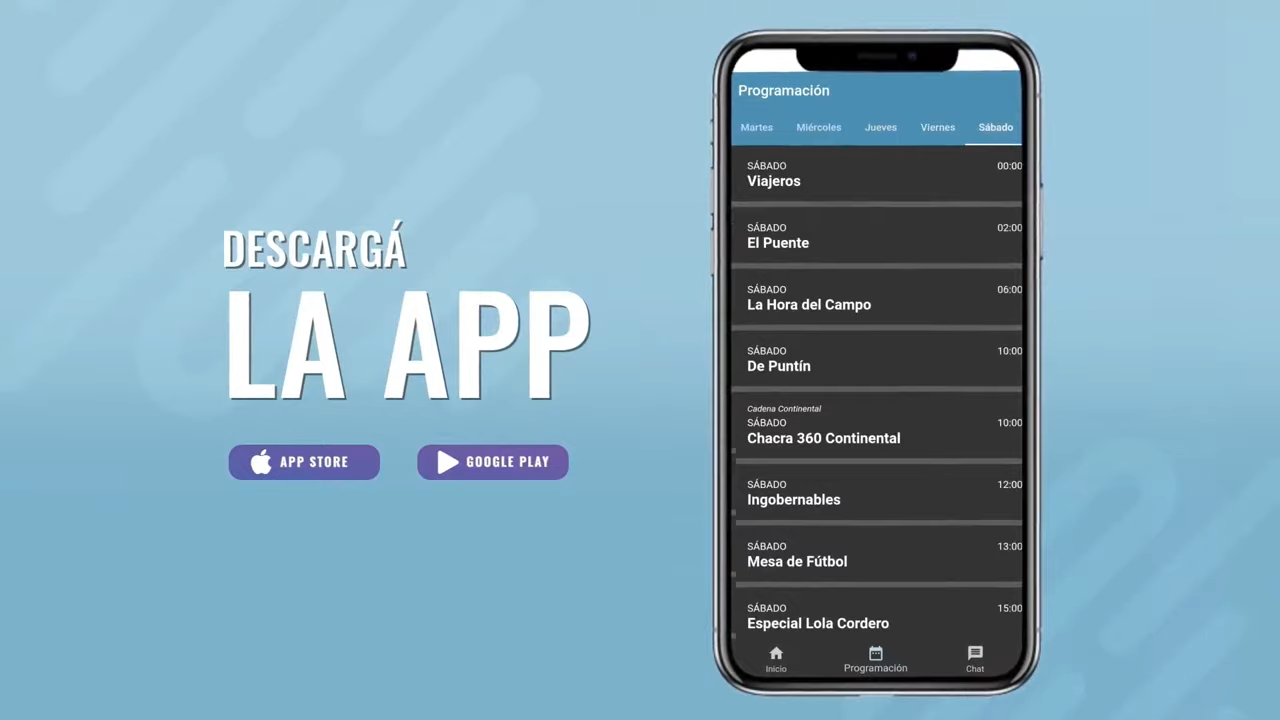 DESCARGÁ
LA APP
APP STORE
GOOGLE PLAY
Programación
Martes Miércoles Jueves Viernes Sábado
SÁBADO 00:00
Viajeros
SÁBADO 02:00
El Puente
SÁBADO 06:00
La Hora del Campo
SÁBADO 10:00
De Puntín
Cadena Continental
SÁBADO 10:00
Chacra 360 Continental
SÁBADO 12:00
Ingobernables
SÁBADO 13:00
Mesa de Fútbol
SÁBADO 15:00
Especial Lola Cordero
Inicio Programación Chat